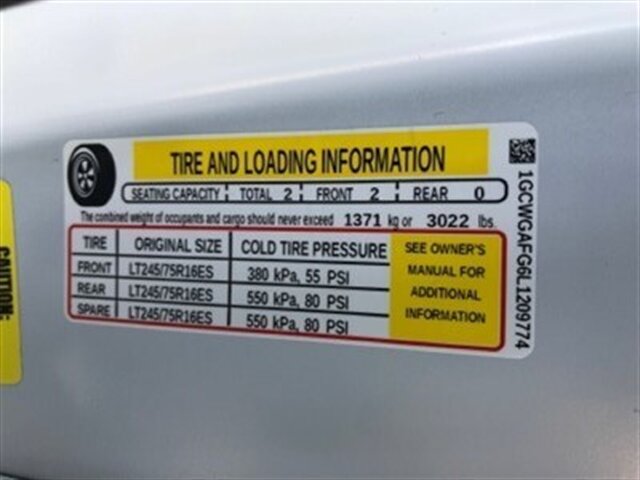 TIRE AND LOADING INFORMATION
SEATING CAPACITY TOTAL 2 FRONT 2 REAR 0
The combined weight of occupants and cargo should never exceed 1371 kg or 3022 lbs
TIRE ORIGINAL SIZE COLD TIRE PRESSURE
FRONT LT245/75R16ES 380 kPa, 55 PSI
REAR LT245/75R16ES 550 kPa, 80 PSI
SPARE LT245/75R16ES 550 kPa, 80 PSI
SEE OWNER'S
MANUAL FOR
ADDITIONAL
INFORMATION
1GCWGAFG6L1209774
CAUTION: